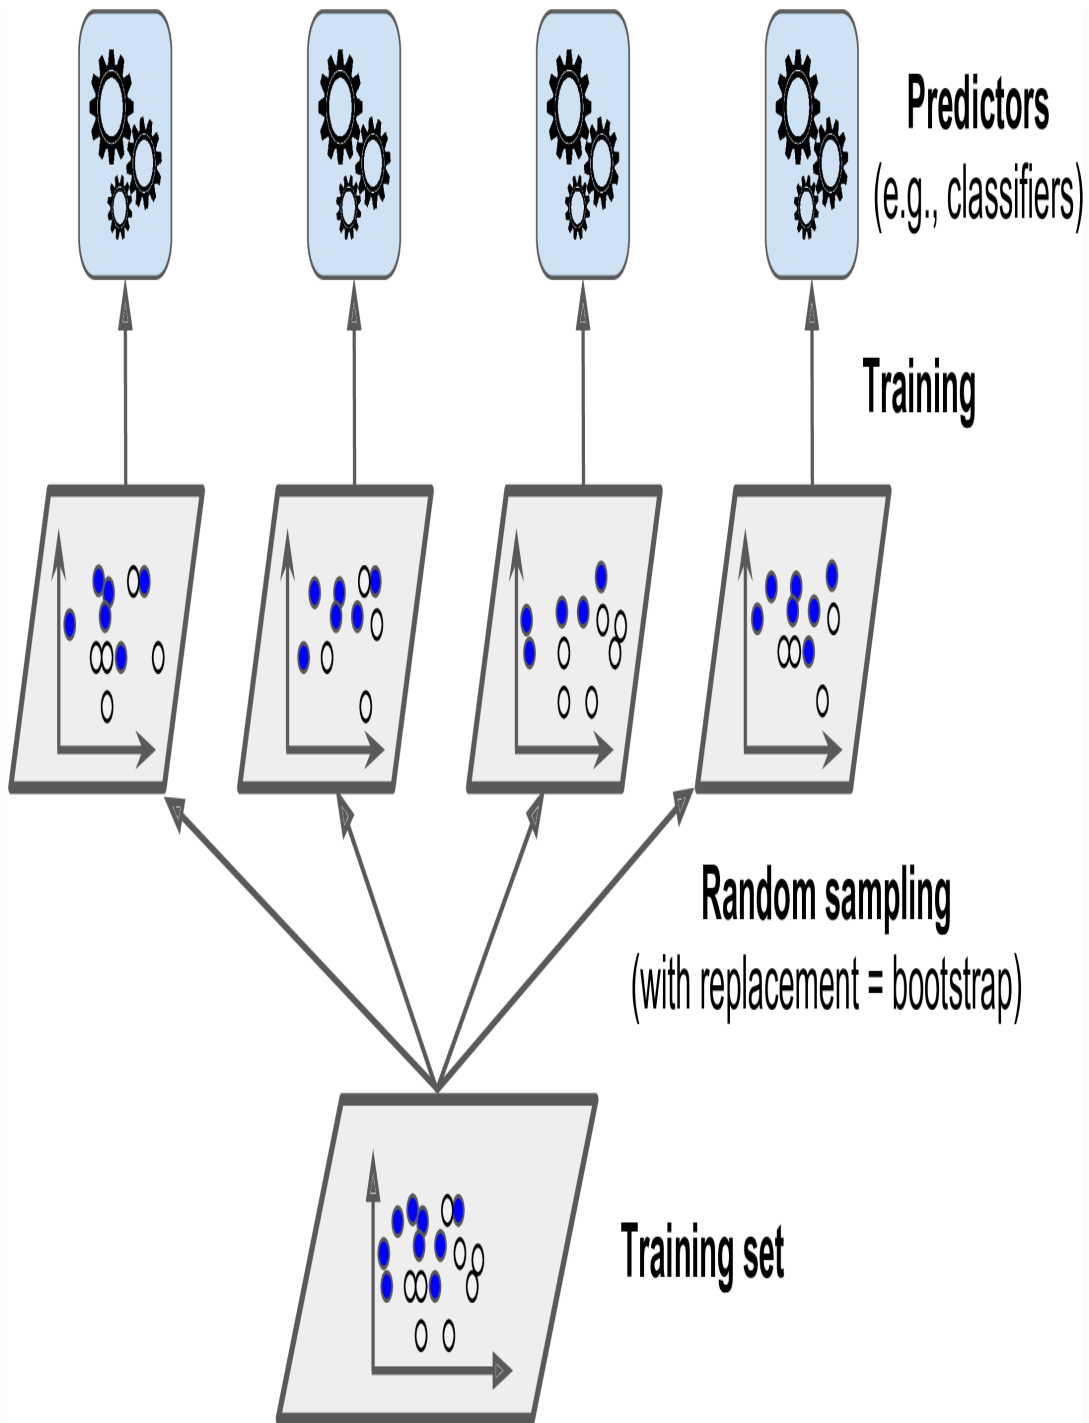 Predictors
(e.g., classifiers)
Training
Random sampling
(with replacement = bootstrap)
Training set